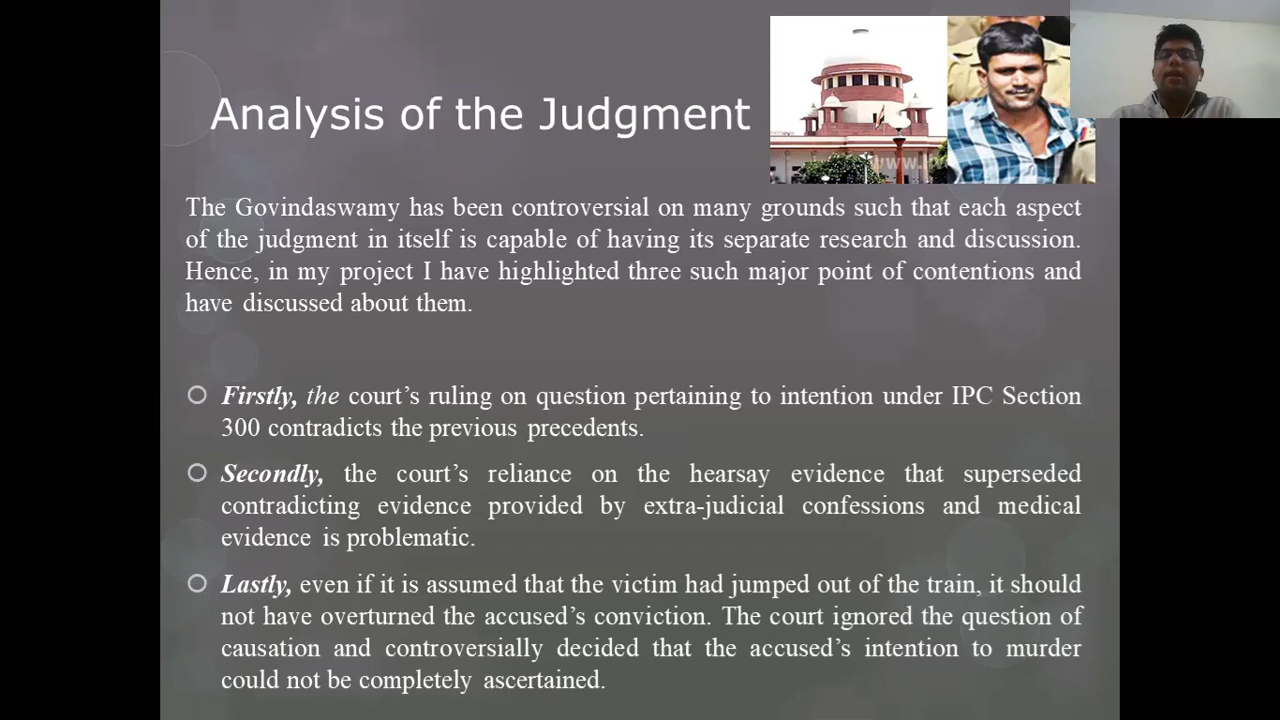 Analysis of the Judgment
The Govindaswamy has been controversial on many grounds such that each aspect
of the judgment in itself is capable of having its separate research and discussion.
Hence, in my project I have highlighted three such major point of contentions and
have discussed about them.
Firstly, the court’s ruling on question pertaining to intention under IPC Section
300 contradicts the previous precedents.
Secondly, the court’s reliance on the hearsay evidence that superseded
contradicting evidence provided by extra-judicial confessions and medical
evidence is problematic.
Lastly, even if it is assumed that the victim had jumped out of the train, it should
not have overturned the accused’s conviction. The court ignored the question of
causation and controversially decided that the accused’s intention to murder
could not be completely ascertained.